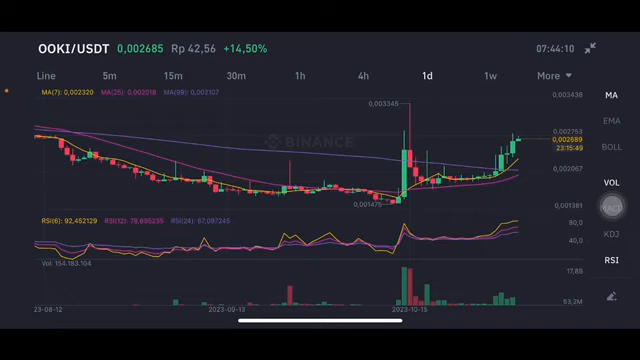 OOKI/USDT 0,002685 Rp 42,56 +14,50% 07:44:10
Line 5m 15m 30m 1h 4h 1d 1w More
MA(7): 0,002320 MA(25): 0,002018 MA(99): 0,002107
0,003438
0,003345
0,002753
0,002689
23:15:49
BINANCE
0,002067
0,001475
0,001381
RSI(6): 92,452129 RSI(12): 78,695235 RSI(24): 67,097245
80,0
40,0
Vol: 154.183.104
17,8B
53,2M
23-08-12 2023-09-13 2023-10-15
MA
EMA
BOLL
VOL
MACD
KDJ
RSI